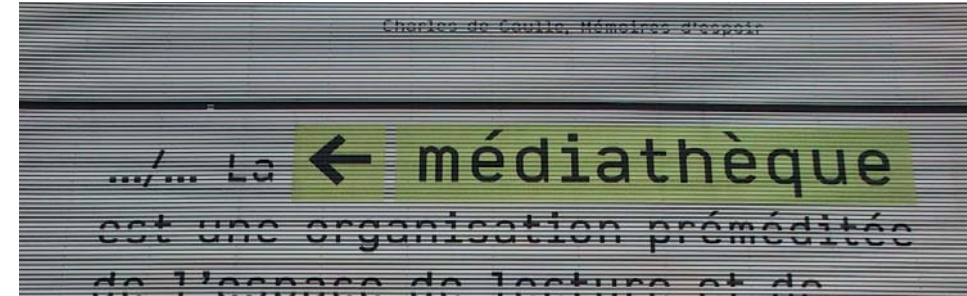 Charles de Gaulle, Mémoires d'espoir
.../... La ← médiathèque
est une organisation préméditée
de l'espace de lecture et de